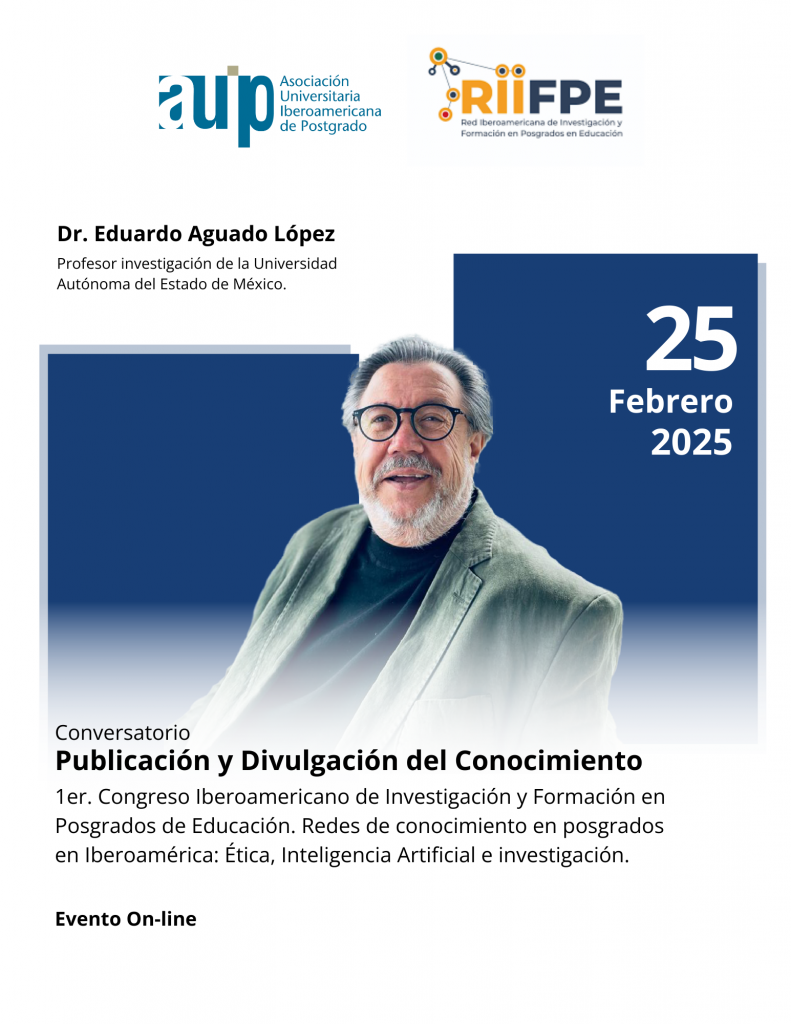 auip
Asociación
Universitaria
Iberoamericana
de Postgrado
RiiFPE
Red Iberoamericana de Investigación y
Formación en Posgrados en Educación
Dr. Eduardo Aguado López
Profesor investigación de la Universidad
Autónoma del Estado de México.
25
Febrero
2025
Conversatorio
Publicación y Divulgación del Conocimiento
1er. Congreso Iberoamericano de Investigación y Formación en
Posgrados de Educación. Redes de conocimiento en posgrados
en Iberoamérica: Ética, Inteligencia Artificial e investigación.
Evento On-line